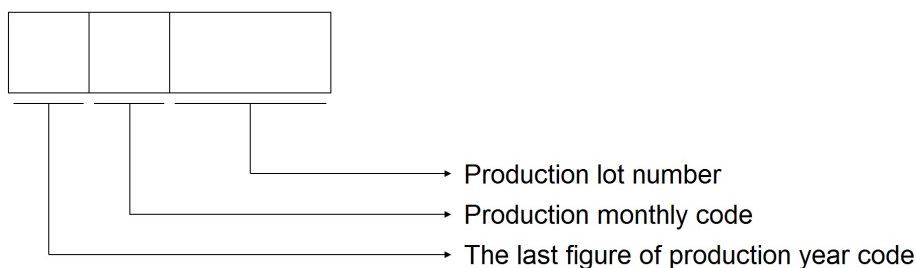 Production lot number
Production monthly code
The last figure of production year code